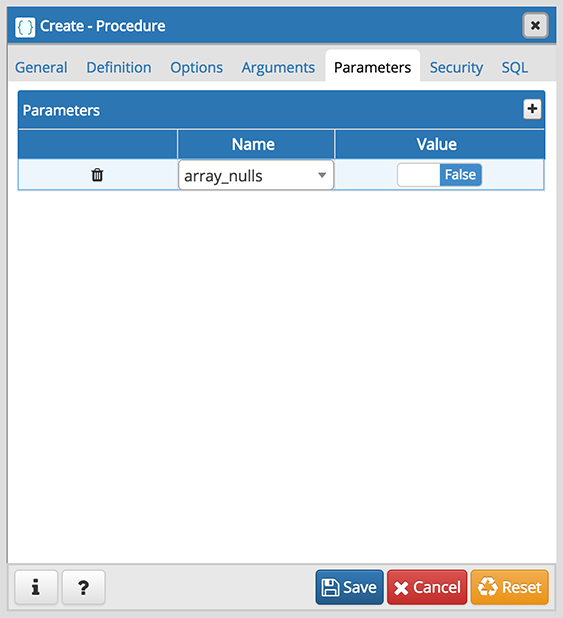 Create - Procedure
General Definition Options Arguments Parameters Security SQL
Parameters
Name Value
array_nulls False
i ? Save Cancel Reset